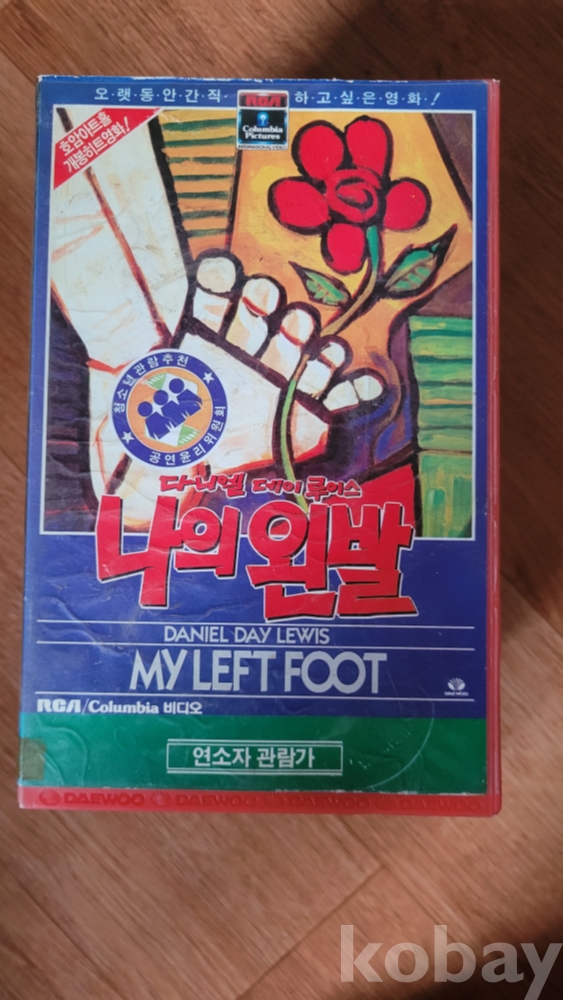 오·랫·동·안·간·직·하·고·싶·은·영·화·!
호암아트홀
개봉히트영화!
RCA
Columbia
Pictures
INTERNATIONAL VIDEO
청소년관람추천
공연윤리위원회
다니엘 데이 루이스
나의 왼발
DANIEL DAY LEWIS
MY LEFT FOOT
DAEWOO
RCA/Columbia 비디오
연소자 관람가
DAEWOO DAEWOO DAEWOO DAEWOO
kobay